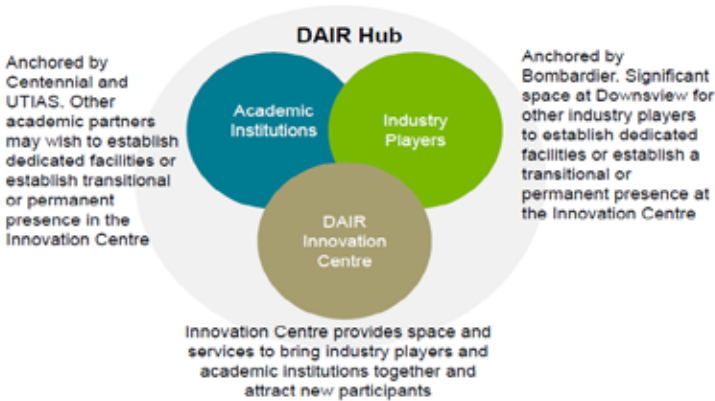 DAIR Hub
Anchored by
Centennial and
UTIAS. Other
academic partners
may wish to establish
dedicated facilities or
establish transitional
or permanent
presence in the
Innovation Centre
Academic
Institutions
Industry
Players
DAIR
Innovation
Centre
Anchored by
Bombardier. Significant
space at Downsview for
other industry players
to establish dedicated
facilities or establish a
transitional or
permanent presence at
the Innovation Centre
Innovation Centre provides space and
services to bring industry players and
academic institutions together and
attract new participants